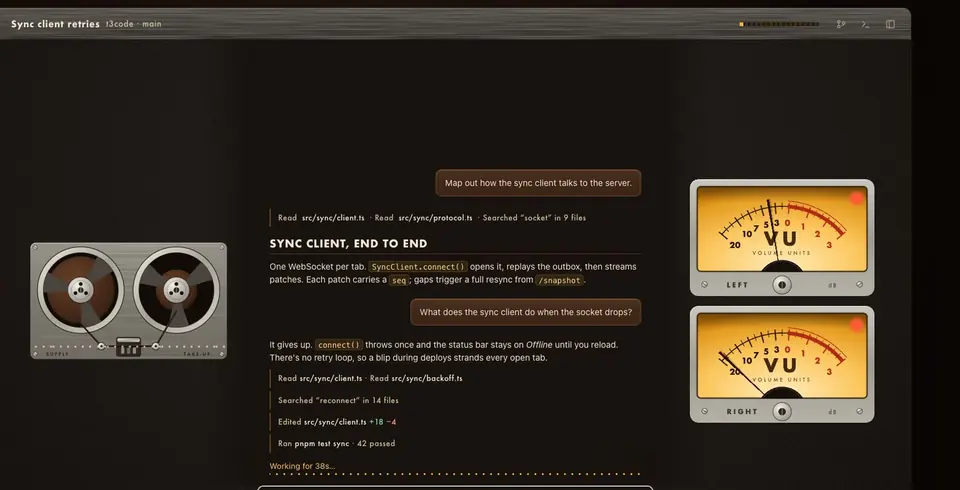 Sync client retries t3code · main
Map out how the sync client talks to the server.
Read src/sync/client.ts · Read src/sync/protocol.ts · Searched “socket” in 9 files
SYNC CLIENT, END TO END
One WebSocket per tab. SyncClient.connect() opens it, replays the outbox, then streams
patches. Each patch carries a seq; gaps trigger a full resync from /snapshot.
What does the sync client do when the socket drops?
It gives up. connect() throws once and the status bar stays on Offline until you reload.
There's no retry loop, so a blip during deploys strands every open tab.
Read src/sync/client.ts · Read src/sync/backoff.ts
Searched “reconnect” in 14 files
Edited src/sync/client.ts +18 −4
Ran pnpm test sync · 42 passed
Working for 38s...
SUPPLY TAKE-UP
20 10 7 5 3 0 1 2 3
VU
VOLUME UNITS
LEFT dB
20 10 7 5 3 0 1 2 3
VU
VOLUME UNITS
RIGHT dB